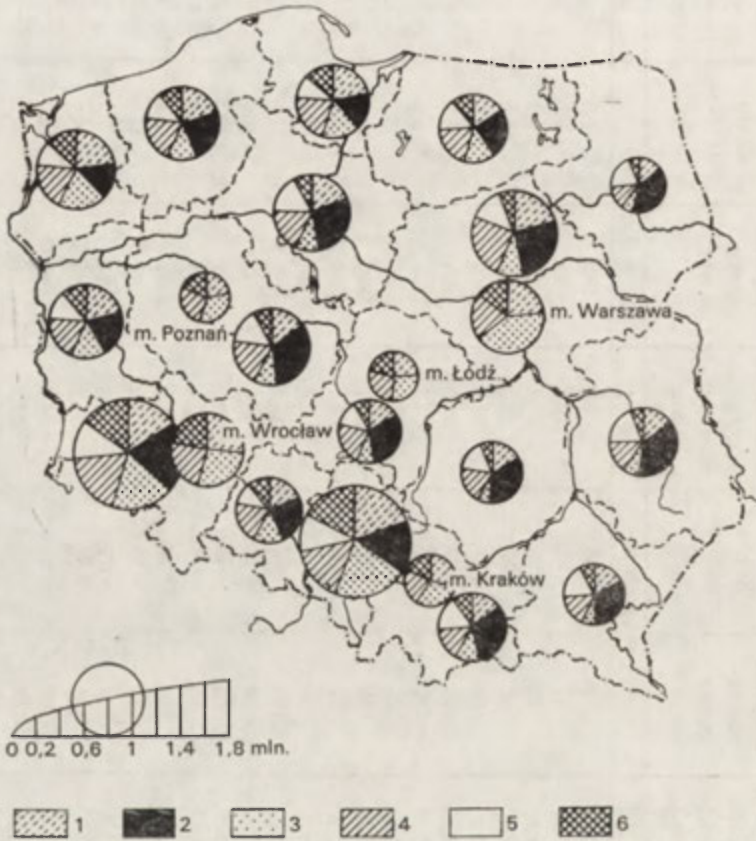 m. Warszawa
m. Poznań
m. Łódź
m. Wrocław
m. Kraków
0 0,2 0,6 1 1,4 1,8 mln.
1 2 3 4 5 6